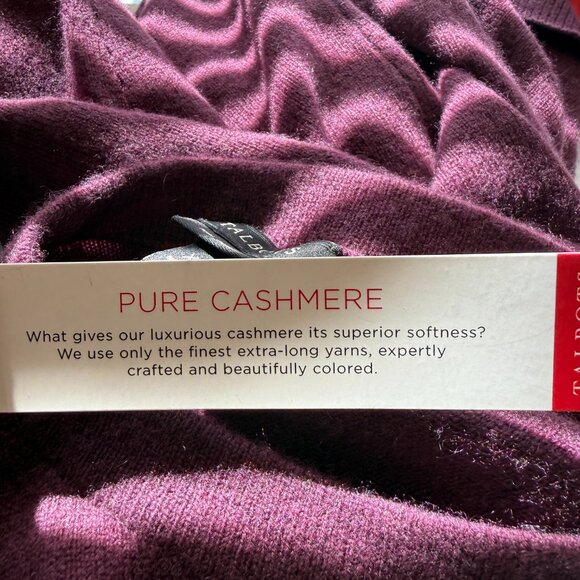 PURE CASHMERE
What gives our luxurious cashmere its superior softness?
We use only the finest extra-long yarns, expertly
crafted and beautifully colored.
TALBOTS